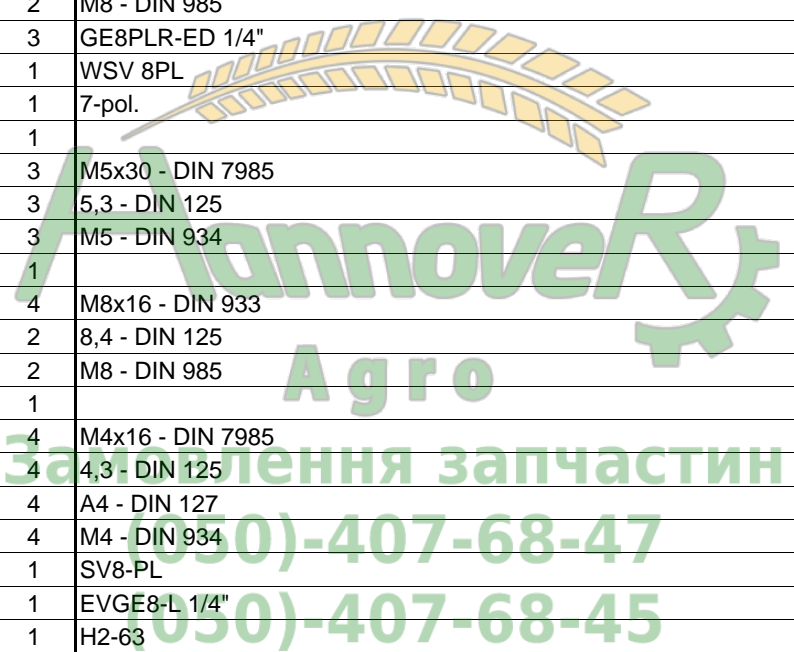 2 M8 - DIN 985
3 GE8PLR-ED 1/4"
1 WSV 8PL
1 7-pol.
1
3 M5x30 - DIN 7985
3 5,3 - DIN 125
3 M5 - DIN 934
HannoveR
1
4 M8x16 - DIN 933
2 8,4 - DIN 125
2 M8 - DIN 985
Agro
1
4 M4x16 - DIN 7985
Замовлення запчастин
4 4,3 - DIN 125
4 A4 - DIN 127
4 M4 - DIN 934
(050)-407-68-47
1 SV8-PL
1 EVGE8-L 1/4"
(050)-407-68-45
1 H2-63